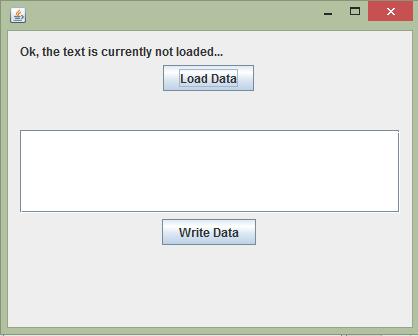 Ok, the text is currently not loaded...
Load Data
Write Data